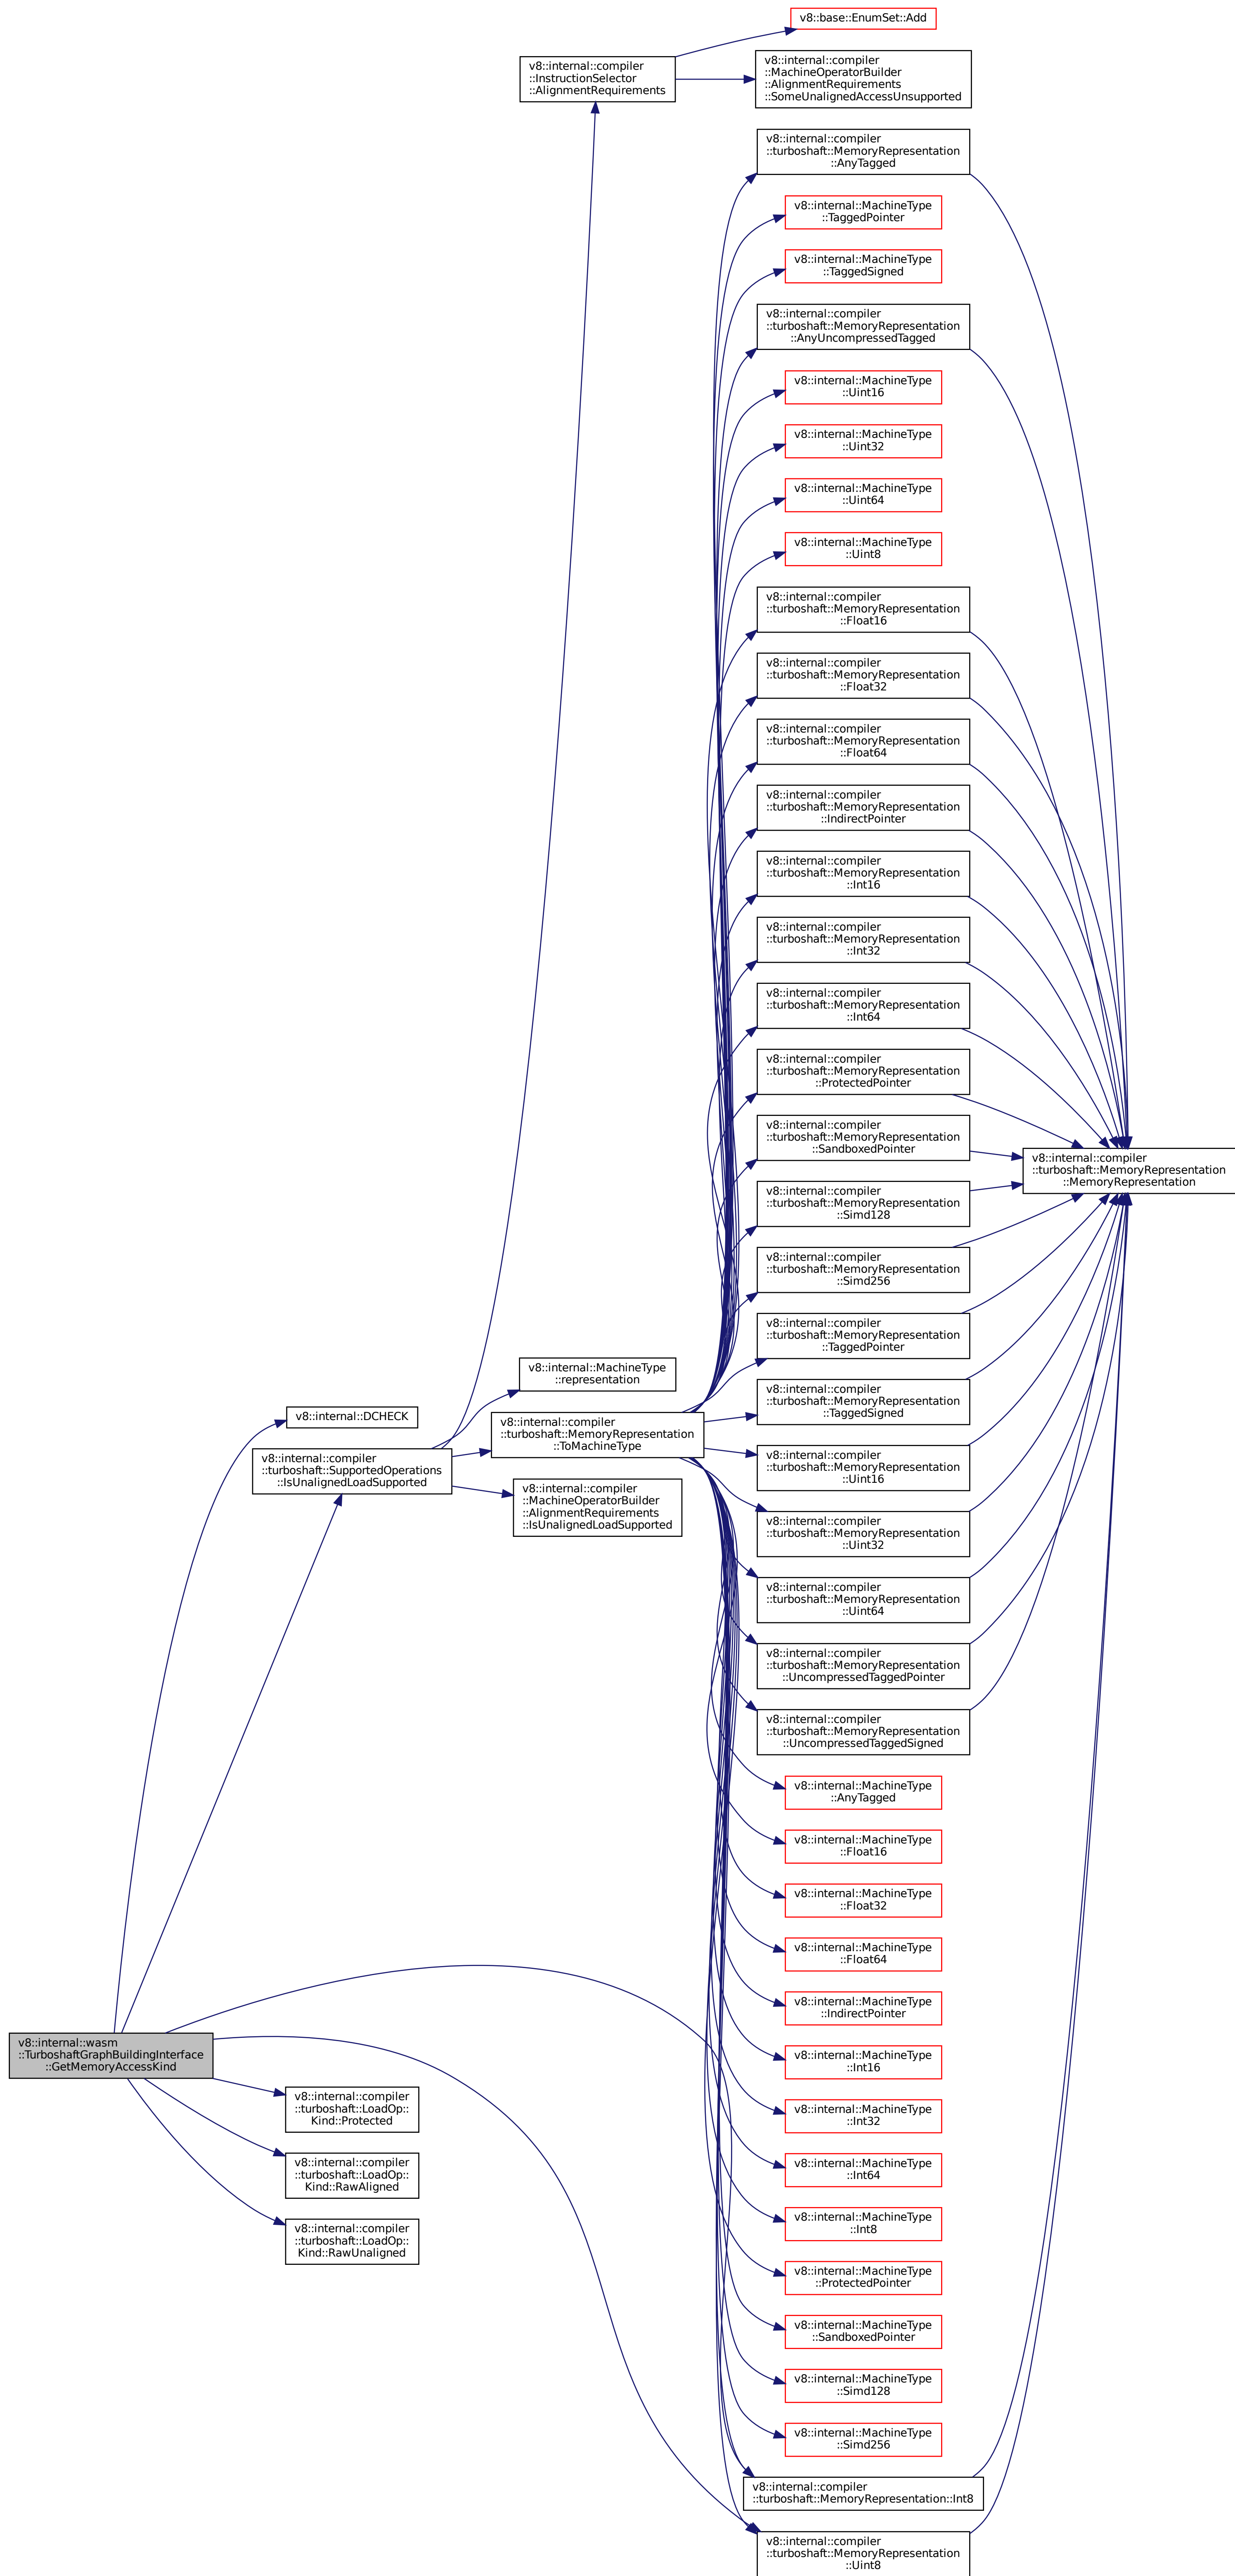 v8::base::EnumSet::Add
v8::internal::compiler
::InstructionSelector
::AlignmentRequirements
v8::internal::compiler
::MachineOperatorBuilder
::AlignmentRequirements
::SomeUnalignedAccessUnsupported
v8::internal::compiler
::turboshaft::MemoryRepresentation
::AnyTagged
v8::internal::MachineType
::TaggedPointer
v8::internal::MachineType
::TaggedSigned
v8::internal::compiler
::turboshaft::MemoryRepresentation
::AnyUncompressedTagged
v8::internal::MachineType
::Uint16
v8::internal::MachineType
::Uint32
v8::internal::MachineType
::Uint64
v8::internal::MachineType
::Uint8
v8::internal::compiler
::turboshaft::MemoryRepresentation
::Float16
v8::internal::compiler
::turboshaft::MemoryRepresentation
::Float32
v8::internal::compiler
::turboshaft::MemoryRepresentation
::Float64
v8::internal::compiler
::turboshaft::MemoryRepresentation
::IndirectPointer
v8::internal::compiler
::turboshaft::MemoryRepresentation
::Int16
v8::internal::compiler
::turboshaft::MemoryRepresentation
::Int32
v8::internal::compiler
::turboshaft::MemoryRepresentation
::Int64
v8::internal::compiler
::turboshaft::MemoryRepresentation
::ProtectedPointer
v8::internal::compiler
::turboshaft::MemoryRepresentation
::SandboxedPointer
v8::internal::compiler
::turboshaft::MemoryRepresentation
::MemoryRepresentation
v8::internal::compiler
::turboshaft::MemoryRepresentation
::Simd128
v8::internal::compiler
::turboshaft::MemoryRepresentation
::Simd256
v8::internal::compiler
::turboshaft::MemoryRepresentation
::TaggedPointer
v8::internal::MachineType
::representation
v8::internal::compiler
::turboshaft::MemoryRepresentation
::TaggedSigned
v8::internal::DCHECK
v8::internal::compiler
::turboshaft::MemoryRepresentation
::ToMachineType
v8::internal::compiler
::turboshaft::SupportedOperations
::IsUnalignedLoadSupported
v8::internal::compiler
::turboshaft::MemoryRepresentation
::Uint16
v8::internal::compiler
::MachineOperatorBuilder
::AlignmentRequirements
::IsUnalignedLoadSupported
v8::internal::compiler
::turboshaft::MemoryRepresentation
::Uint32
v8::internal::compiler
::turboshaft::MemoryRepresentation
::Uint64
v8::internal::compiler
::turboshaft::MemoryRepresentation
::UncompressedTaggedPointer
v8::internal::compiler
::turboshaft::MemoryRepresentation
::UncompressedTaggedSigned
v8::internal::MachineType
::AnyTagged
v8::internal::MachineType
::Float16
v8::internal::MachineType
::Float32
v8::internal::MachineType
::Float64
v8::internal::MachineType
::IndirectPointer
v8::internal::wasm
::TurboshaftGraphBuildingInterface
::GetMemoryAccessKind
v8::internal::MachineType
::Int16
v8::internal::compiler
::turboshaft::LoadOp::
Kind::Protected
v8::internal::MachineType
::Int32
v8::internal::compiler
::turboshaft::LoadOp::
Kind::RawAligned
v8::internal::MachineType
::Int64
v8::internal::compiler
::turboshaft::LoadOp::
Kind::RawUnaligned
v8::internal::MachineType
::Int8
v8::internal::MachineType
::ProtectedPointer
v8::internal::MachineType
::SandboxedPointer
v8::internal::MachineType
::Simd128
v8::internal::MachineType
::Simd256
v8::internal::compiler
::turboshaft::MemoryRepresentation::Int8
v8::internal::compiler
::turboshaft::MemoryRepresentation
::Uint8